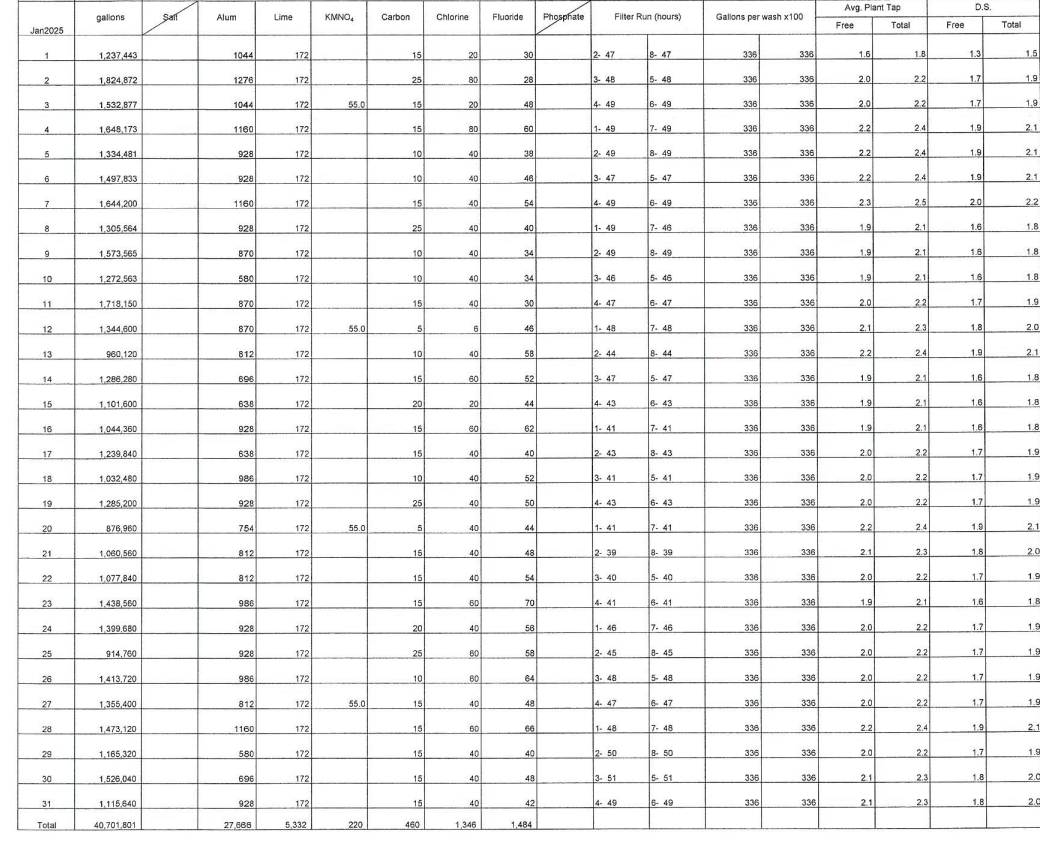 Avg. Plant Tap D.S.
gallons Salt Alum Lime KMNO₄ Carbon Chlorine Fluoride Phosphate Filter Run (hours) Gallons per wash x100
Free Total Free Total
Jan2025
1 1,237,443 1044 172 15 20 30 2- 47 8- 47 336 336 1.6 1.8 1.3 1.5
2 1,824,872 1276 172 25 80 28 3- 48 5- 48 336 336 2.0 2.2 1.7 1.9
3 1,532,877 1044 172 55.0 15 20 48 4- 49 6- 49 336 336 2.0 2.2 1.7 1.9
4 1,648,173 1160 172 15 80 60 1- 49 7- 49 336 336 2.2 2.4 1.9 2.1
5 1,334,481 928 172 10 40 38 2- 49 8- 49 336 336 2.2 2.4 1.9 2.1
6 1,497,833 928 172 10 40 46 3- 47 5- 47 336 336 2.2 2.4 1.9 2.1
7 1,644,200 1160 172 15 40 54 4- 49 6- 49 336 336 2.3 2.5 2.0 2.2
8 1,305,564 928 172 25 40 40 1- 49 7- 46 336 336 1.9 2.1 1.6 1.8
9 1,573,565 870 172 10 40 34 2- 49 8- 49 336 336 1.9 2.1 1.6 1.8
10 1,272,563 580 172 10 40 34 3- 46 5- 46 336 336 1.9 2.1 1.6 1.8
11 1,718,150 870 172 15 40 30 4- 47 6- 47 336 336 2.0 2.2 1.7 1.9
12 1,344,600 870 172 55.0 5 6 46 1- 48 7- 48 336 336 2.1 2.3 1.8 2.0
13 960,120 812 172 10 40 58 2- 44 8- 44 336 336 2.2 2.4 1.9 2.1
14 1,286,280 696 172 15 60 52 3- 47 5- 47 336 336 1.9 2.1 1.6 1.8
15 1,101,600 638 172 20 20 44 4- 43 6- 43 336 336 1.9 2.1 1.6 1.8
16 1,044,360 928 172 15 60 62 1- 41 7- 41 336 336 1.9 2.1 1.6 1.8
17 1,239,840 638 172 15 40 40 2- 43 8- 43 336 336 2.0 2.2 1.7 1.9
18 1,032,480 986 172 10 40 52 3- 41 5- 41 336 336 2.0 2.2 1.7 1.9
19 1,285,200 928 172 25 40 50 4- 43 6- 43 336 336 2.0 2.2 1.7 1.9
20 876,960 754 172 55.0 5 40 44 1- 41 7- 41 336 336 2.2 2.4 1.9 2.1
21 1,060,560 812 172 15 40 48 2- 39 8- 39 336 336 2.1 2.3 1.8 2.0
22 1,077,840 812 172 15 40 54 3- 40 5- 40 336 336 2.0 2.2 1.7 1.9
23 1,438,560 986 172 15 60 70 4- 41 6- 41 336 336 1.9 2.1 1.6 1.8
24 1,399,680 928 172 20 40 56 1- 46 7- 46 336 336 2.0 2.2 1.7 1.9
25 914,760 928 172 25 60 58 2- 45 8- 45 336 336 2.0 2.2 1.7 1.9
26 1,413,720 986 172 10 60 64 3- 48 5- 48 336 336 2.0 2.2 1.7 1.9
27 1,355,400 812 172 55.0 15 40 48 4- 47 6- 47 336 336 2.0 2.2 1.7 1.9
28 1,473,120 1160 172 15 60 66 1- 48 7- 48 336 336 2.2 2.4 1.9 2.1
29 1,165,320 580 172 15 40 40 2- 50 8- 50 336 336 2.0 2.2 1.7 1.9
30 1,526,040 696 172 15 40 48 3- 51 5- 51 336 336 2.1 2.3 1.8 2.0
31 1,115,640 928 172 15 40 42 4- 49 6- 49 336 336 2.1 2.3 1.8 2.0
Total 40,701,801 27,666 5,332 220 460 1,346 1,484